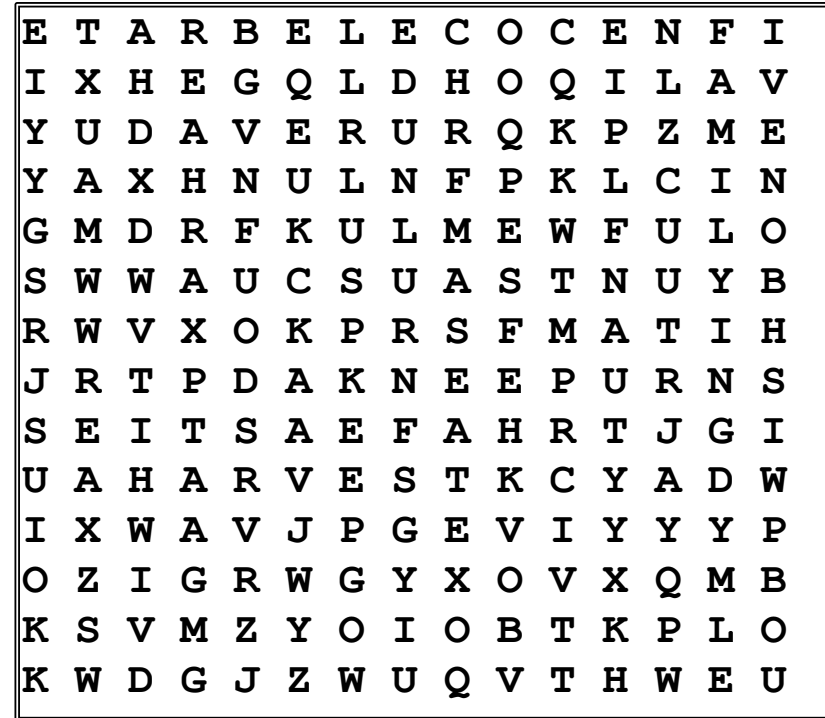 E T A R B E L E C O C E N F I
I X H E G Q L D H O Q I L A V
Y U D A V E R U R Q K P Z M E
Y A X H N U L N F P K L C I N
G M D R F K U L M E W F U L O
S W W A U C S U A S T N U Y B
R W V X O K P R S F M A T I H
J R T P D A K N E E P U R N S
S E I T S A E F A H R T J G I
U A H A R V E S T K C Y A D W
I X W A V J P G E V I Y Y Y P
O Z I G R W G Y X O V X Q M B
K S V M Z Y O I O B T K P L O
K W D G J Z W U Q V T H W E U